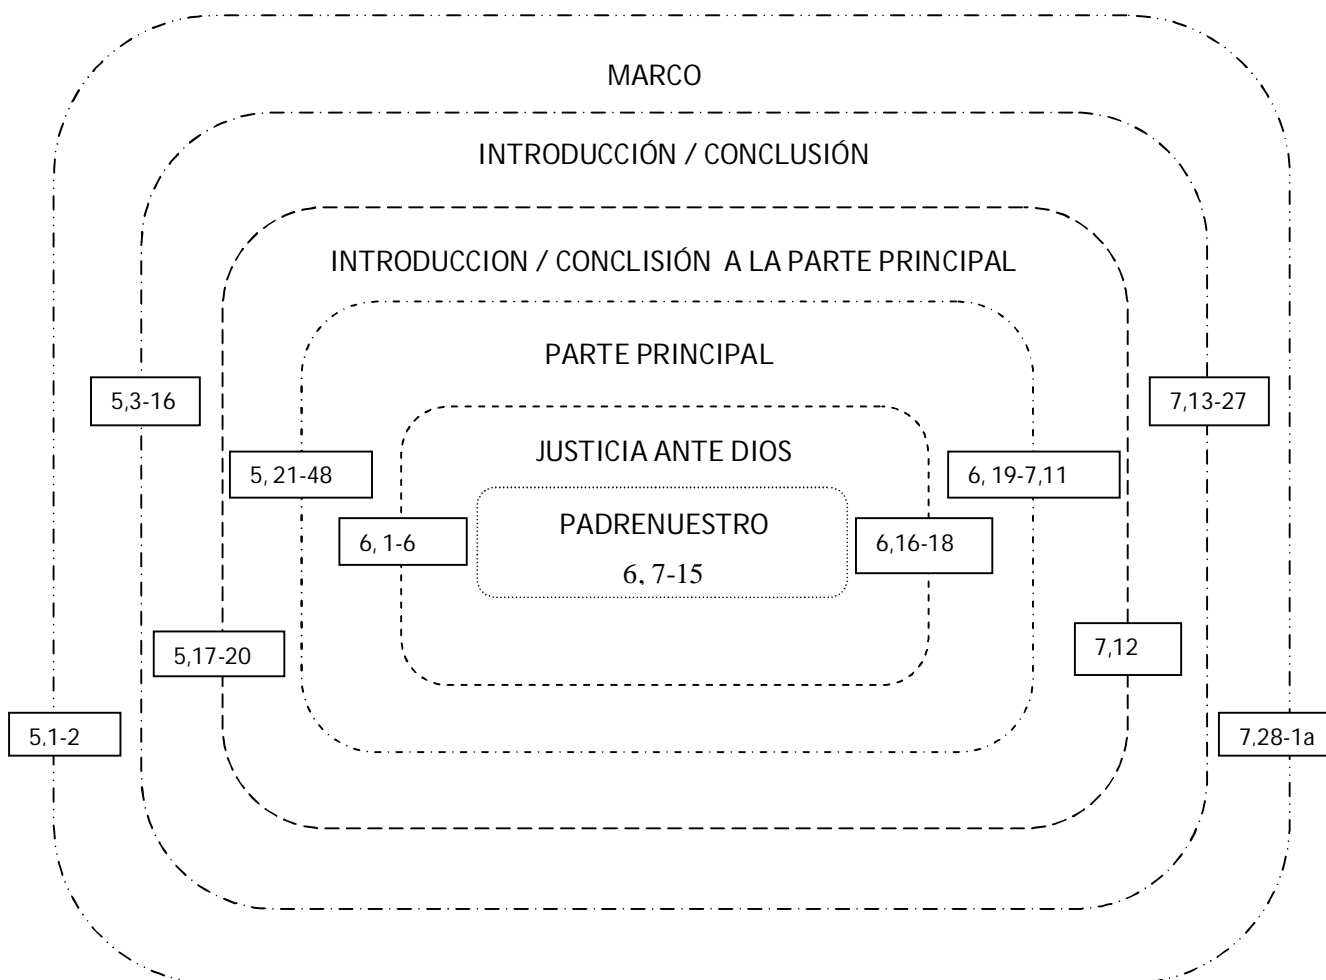 MARCO
INTRODUCCIÓN / CONCLUSIÓN
INTRODUCCION / CONCLISIÓN A LA PARTE PRINCIPAL
PARTE PRINCIPAL
5,3-16
7,13-27
JUSTICIA ANTE DIOS
5, 21-48
6, 19-7,11
PADRENUESTRO
6, 1-6
6,16-18
6, 7-15
5,17-20
7,12
5,1-2
7,28-1a